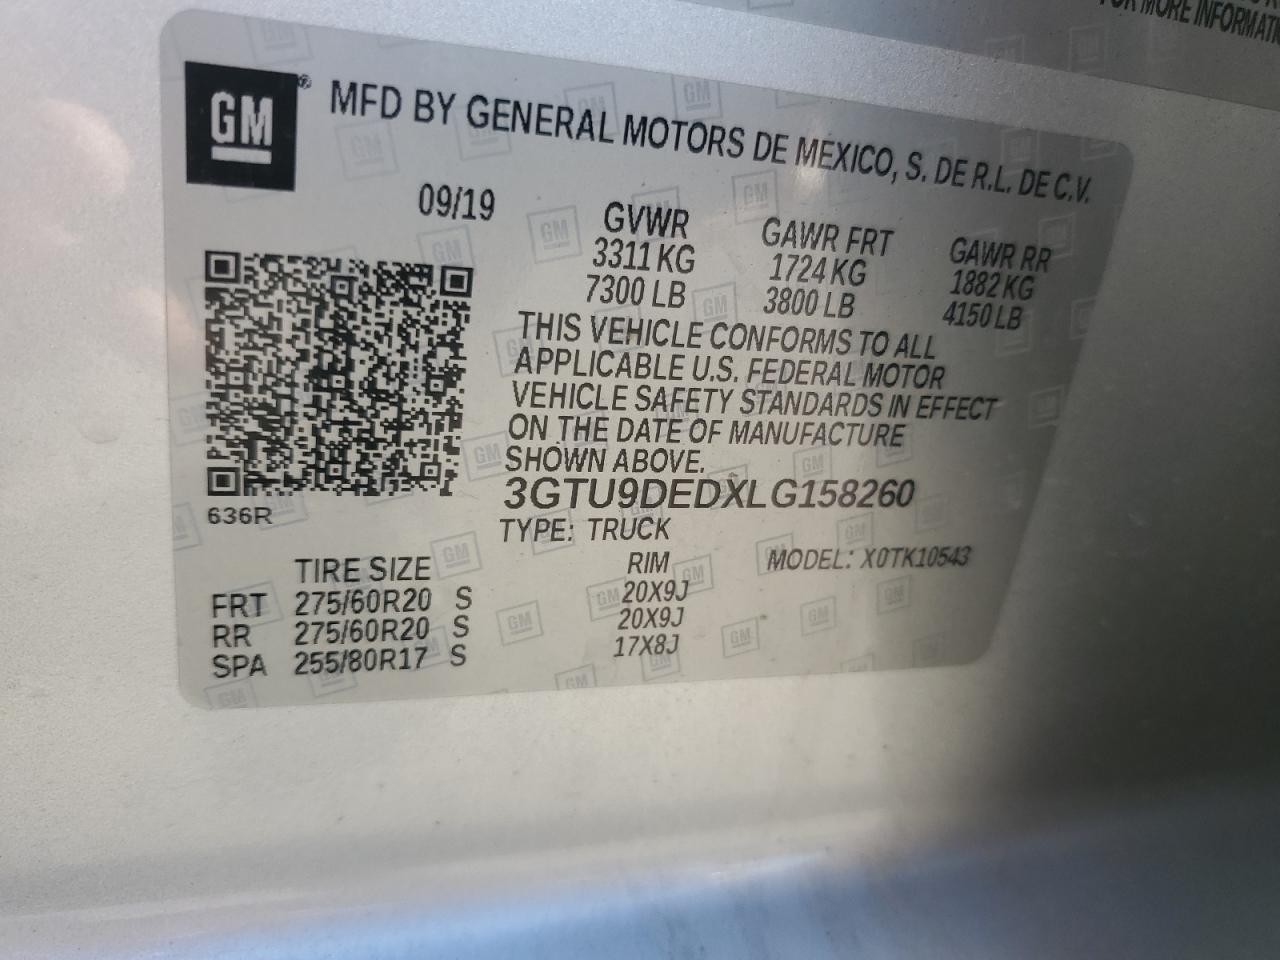 FOR MORE INFORMATI
GM ® MFD BY GENERAL MOTORS DE MEXICO, S. DE R.L. DE C.V.
09/19 GVWR GAWR FRT GAWR RR
3311 KG 1724 KG 1882 KG
7300 LB 3800 LB 4150 LB
THIS VEHICLE CONFORMS TO ALL
APPLICABLE U.S. FEDERAL MOTOR
VEHICLE SAFETY STANDARDS IN EFFECT
ON THE DATE OF MANUFACTURE
SHOWN ABOVE.
3GTU9DEDXLG158260
636R
TYPE: TRUCK
TIRE SIZE RIM MODEL: X0TK10543
FRT 275/60R20 S 20X9J
RR 275/60R20 S 20X9J
SPA 255/80R17 S 17X8J